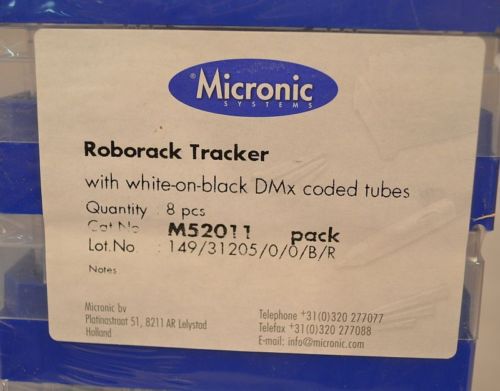 ®Micronic
SYSTEMS
Roborack Tracker
with white-on-black DMx coded tubes
Quantity : 8 pcs
Cat No M52011 pack
Lot.No : 149/31205/0/0/B/R
Notes
Micronic bv
Platinastraat 51, 8211 AR Lelystad
Holland
Telephone +31(0)320 277077
Telefax +31(0)320 277088
E-mail: info@micronic.com